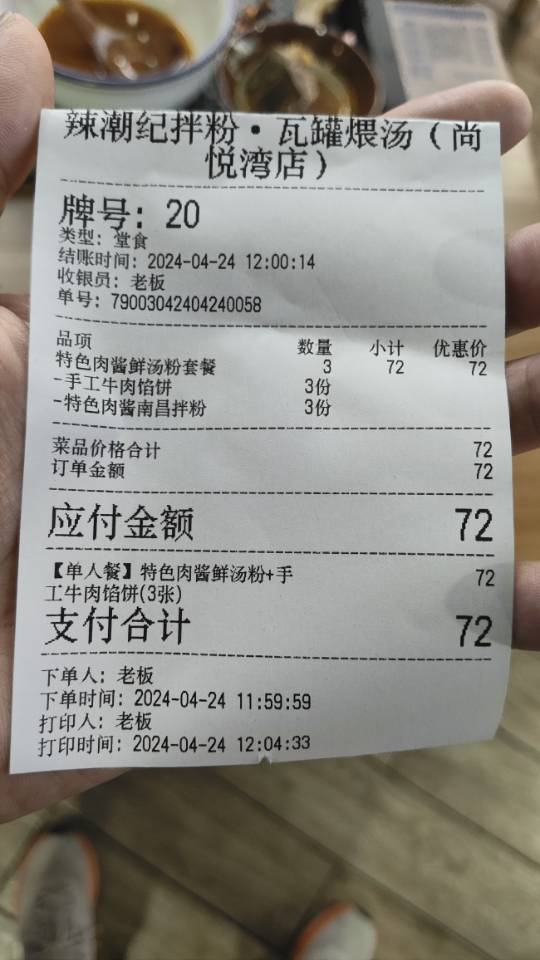 辣潮纪拌粉·瓦罐煨汤（尚
悦湾店）
牌号: 20
类型: 堂食
结账时间: 2024-04-24 12:00:14
收银员: 老板
单号: 79003042404240058
品项 数量 小计 优惠价
特色肉酱鲜汤粉套餐 3 72 72
-手工牛肉馅饼 3份
-特色肉酱南昌拌粉 3份
菜品价格合计 72
订单金额 72
应付金额 72
【单人餐】特色肉酱鲜汤粉+手 72
工牛肉馅饼(3张)
支付合计 72
下单人: 老板
下单时间: 2024-04-24 11:59:59
打印人: 老板
打印时间: 2024-04-24 12:04:33